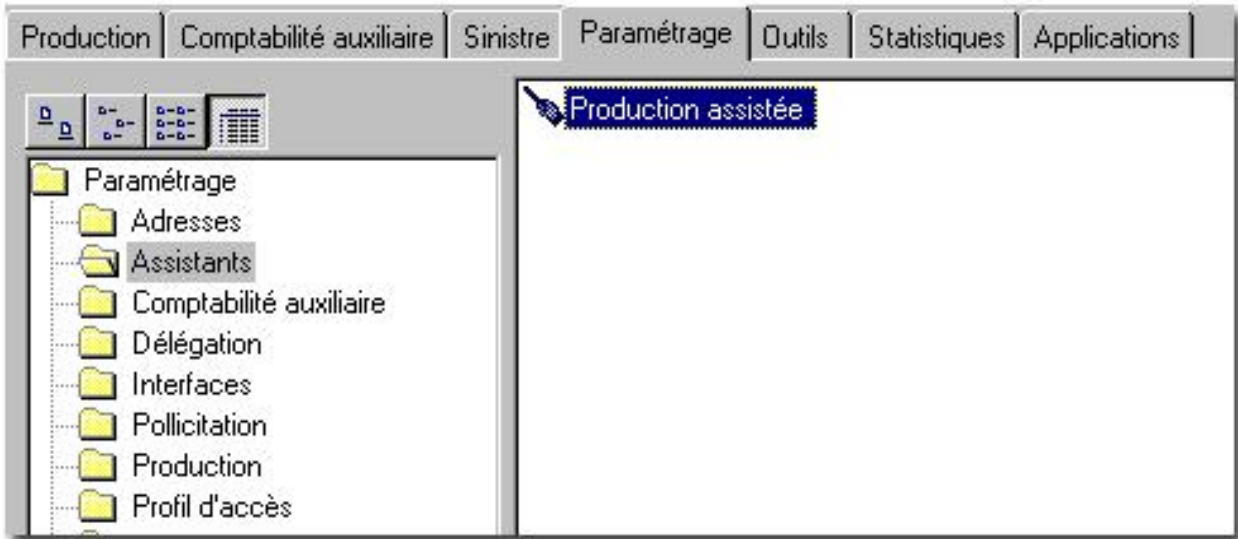 Production Comptabilité auxiliaire Sinistre Paramétrage Outils Statistiques Applications
Production assistée
Paramétrage
Adresses
Assistants
Comptabilité auxiliaire
Délégation
Interfaces
Pollicitation
Production
Profil d'accès